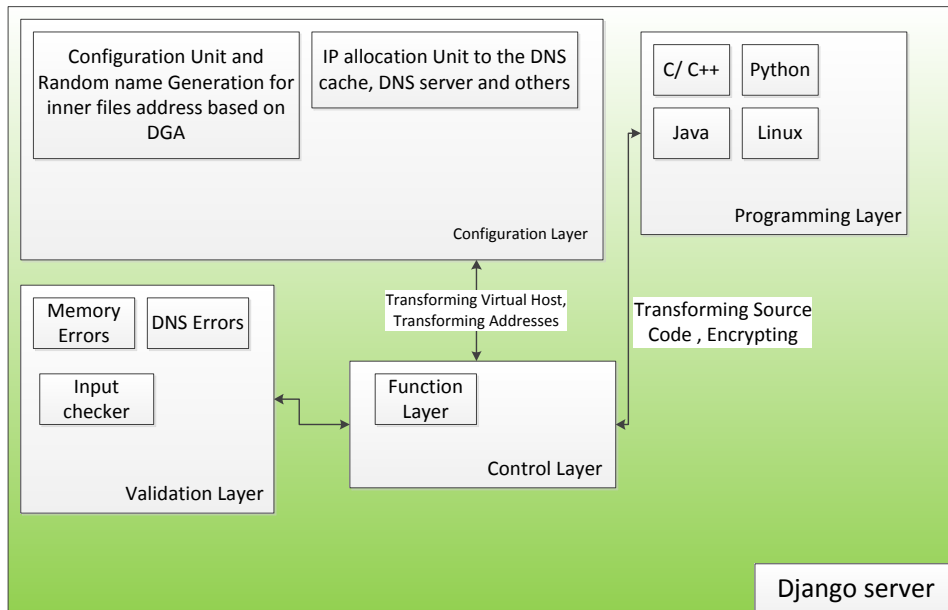 Configuration Unit and
Random name Generation for
inner files address based on
DGA
IP allocation Unit to the DNS
cache, DNS server and others
Configuration Layer
C/ C++
Python
Java
Linux
Programming Layer
Transforming Virtual Host,
Transforming Addresses
Transforming Source
Code , Encrypting
Memory
Errors
DNS Errors
Input
checker
Validation Layer
Function
Layer
Control Layer
Django server